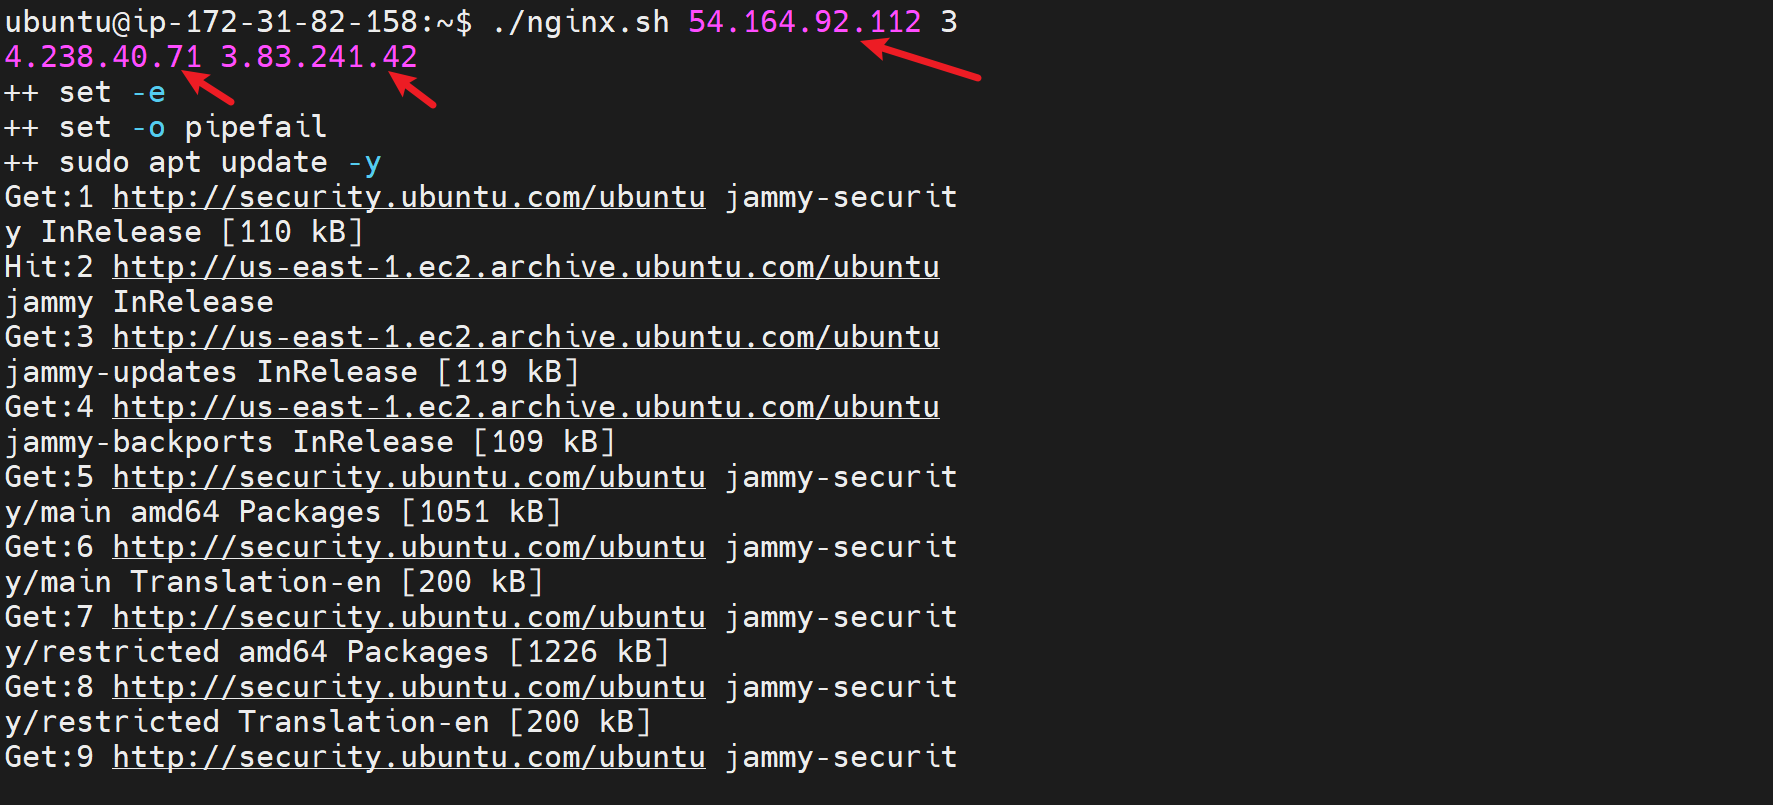 ubuntu@ip-172-31-82-158:~$ ./nginx.sh 54.164.92.112 3
4.238.40.71 3.83.241.42
++ set -e
++ set -o pipefail
++ sudo apt update -y
Get:1 http://security.ubuntu.com/ubuntu jammy-securit
y InRelease [110 kB]
Hit:2 http://us-east-1.ec2.archive.ubuntu.com/ubuntu
jammy InRelease
Get:3 http://us-east-1.ec2.archive.ubuntu.com/ubuntu
jammy-updates InRelease [119 kB]
Get:4 http://us-east-1.ec2.archive.ubuntu.com/ubuntu
jammy-backports InRelease [109 kB]
Get:5 http://security.ubuntu.com/ubuntu jammy-securit
y/main amd64 Packages [1051 kB]
Get:6 http://security.ubuntu.com/ubuntu jammy-securit
y/main Translation-en [200 kB]
Get:7 http://security.ubuntu.com/ubuntu jammy-securit
y/restricted amd64 Packages [1226 kB]
Get:8 http://security.ubuntu.com/ubuntu jammy-securit
y/restricted Translation-en [200 kB]
Get:9 http://security.ubuntu.com/ubuntu jammy-securit